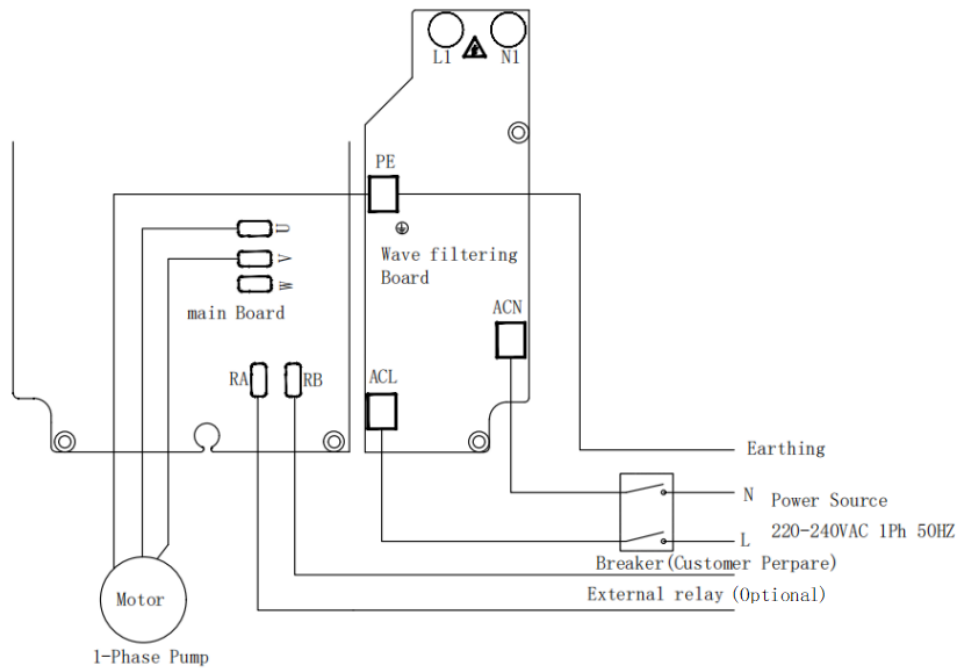 L1 N1
PE
U
V
W
Wave filtering
Board
main Board
ACN
RA RB ACL
Earthing
N Power Source
L 220-240VAC 1Ph 50HZ
Breaker(Customer Perpare)
External relay (Optional)
Motor
1-Phase Pump